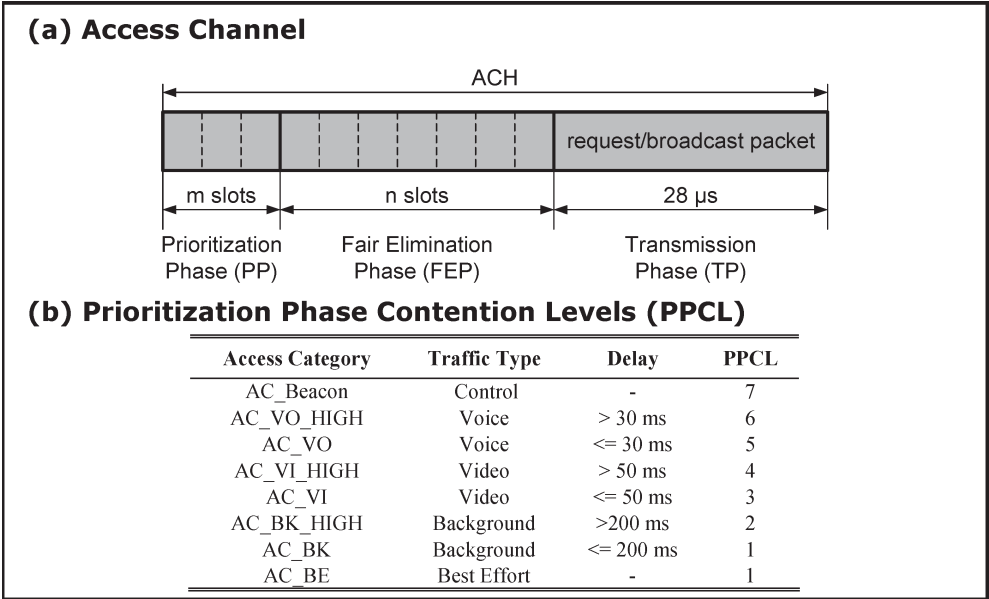 (a) Access Channel
ACH
request/broadcast packet
m slots n slots 28 µs
Prioritization Phase (PP)
Fair Elimination Phase (FEP)
Transmission Phase (TP)
(b) Prioritization Phase Contention Levels (PPCL)
Access Category Traffic Type Delay PPCL
AC_Beacon Control - 7
AC_VO_HIGH Voice > 30 ms 6
AC_VO Voice <= 30 ms 5
AC_VI_HIGH Video > 50 ms 4
AC_VI Video <= 50 ms 3
AC_BK_HIGH Background >200 ms 2
AC_BK Background <= 200 ms 1
AC_BE Best Effort - 1